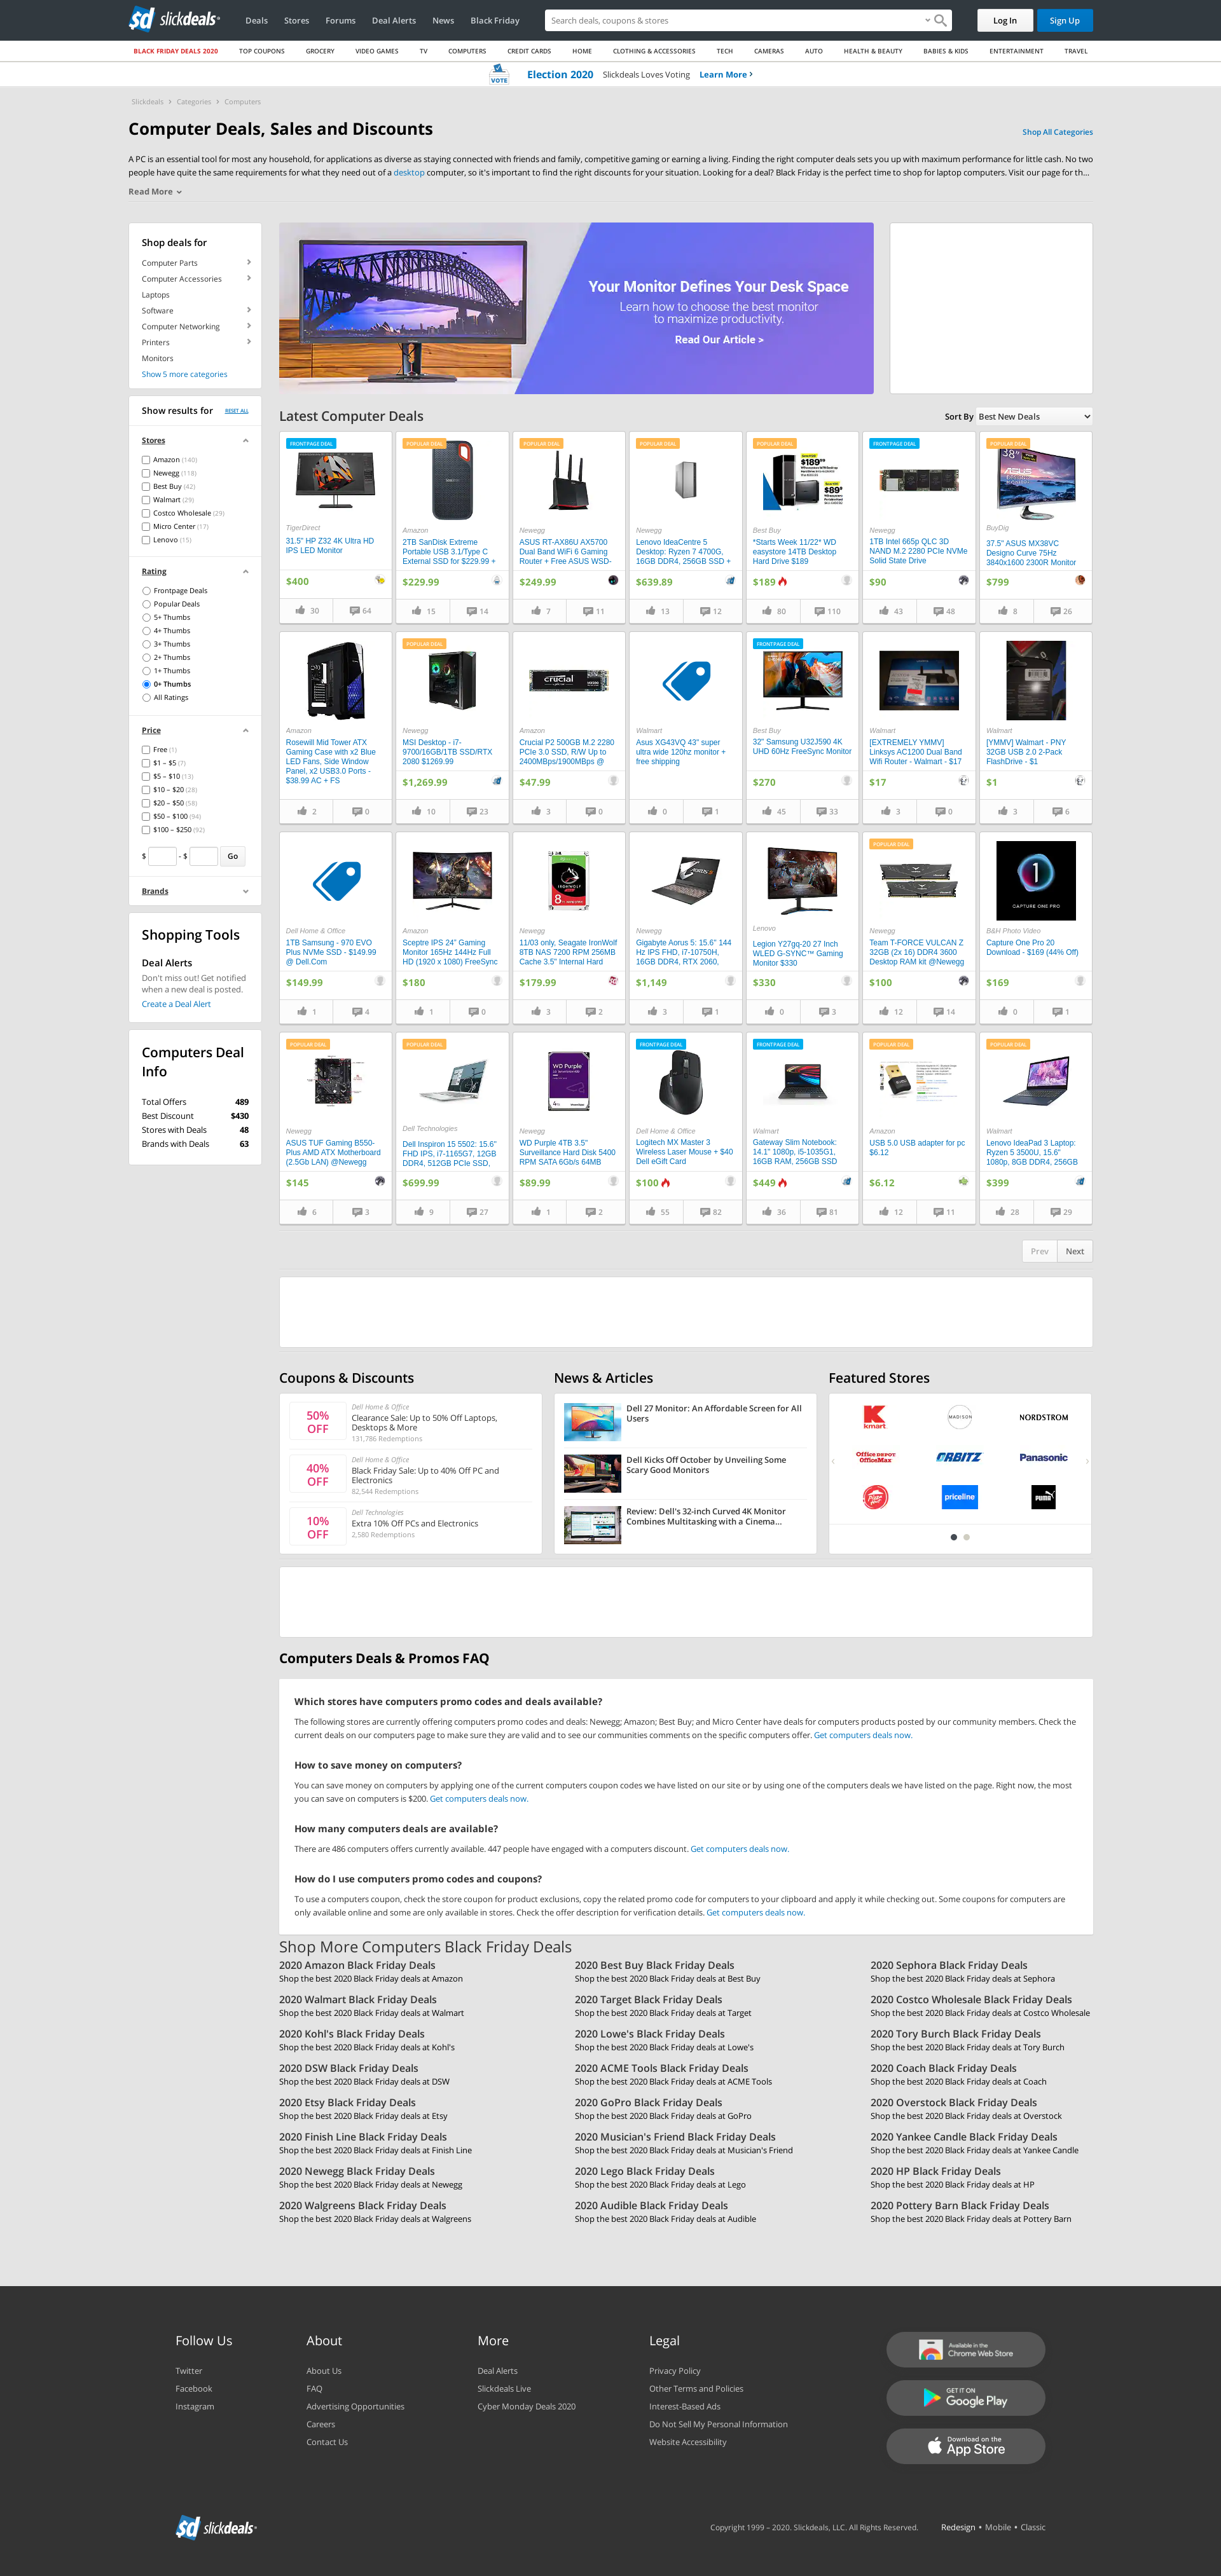 slickdeals
Deals
Stores
Forums
Deal Alerts
News
Black Friday
Search deals, coupons & stores
Log In
Sign Up
BLACK FRIDAY DEALS 2020
TOP COUPONS
GROCERY
VIDEO GAMES
TV
COMPUTERS
CREDIT CARDS
HOME
CLOTHING & ACCESSORIES
TECH
CAMERAS
AUTO
HEALTH & BEAUTY
BABIES & KIDS
ENTERTAINMENT
TRAVEL
VOTE
Election 2020 Slickdeals Loves Voting Learn More
Slickdeals > Categories > Computers
Computer Deals, Sales and Discounts
Shop All Categories
A PC is an essential tool for most any household, for applications as diverse as staying connected with friends and family, competitive gaming or earning a living. Finding the right computer deals sets you up with maximum performance for little cash. No two
people have quite the same requirements for what they need out of a desktop computer, so it's important to find the right discounts for your situation. Looking for a deal? Black Friday is the perfect time to shop for laptop computers. Visit our page for th...
Read More
Shop deals for
Computer Parts
Computer Accessories
Laptops
Software
Computer Networking
Printers
Monitors
Show 5 more categories
Show results for RESET ALL
Stores
Amazon (140)
Newegg (118)
Best Buy (42)
Walmart (29)
Costco Wholesale (29)
Micro Center (17)
Lenovo (15)
Rating
Frontpage Deals
Popular Deals
5+ Thumbs
4+ Thumbs
3+ Thumbs
2+ Thumbs
1+ Thumbs
0+ Thumbs
All Ratings
Price
Free (1)
$1 – $5 (7)
$5 – $10 (13)
$10 – $20 (28)
$20 – $50 (58)
$50 – $100 (94)
$100 – $250 (92)
$ - $ Go
Brands
Shopping Tools
Deal Alerts
Don't miss out! Get notified
when a new deal is posted.
Create a Deal Alert
Computers Deal
Info
Total Offers 489
Best Discount $430
Stores with Deals 48
Brands with Deals 63
Your Monitor Defines Your Desk Space
Learn how to choose the best monitor
to maximize productivity.
Read Our Article >
Latest Computer Deals
Sort By Best New Deals
FRONTPAGE DEAL
TigerDirect
31.5" HP Z32 4K Ultra HD
IPS LED Monitor
$400
30 64
POPULAR DEAL
Amazon
2TB SanDisk Extreme
Portable USB 3.1/Type C
External SSD for $229.99 +
$229.99
15 14
POPULAR DEAL
Newegg
ASUS RT-AX86U AX5700
Dual Band WiFi 6 Gaming
Router + Free ASUS WSD-
$249.99
7 11
POPULAR DEAL
Newegg
Lenovo IdeaCentre 5
Desktop: Ryzen 7 4700G,
16GB DDR4, 256GB SSD +
$639.89
13 12
POPULAR DEAL
$189
$89
Best Buy
*Starts Week 11/22* WD
easystore 14TB Desktop
Hard Drive $189
$189
80 110
FRONTPAGE DEAL
Newegg
1TB Intel 665p QLC 3D
NAND M.2 2280 PCIe NVMe
Solid State Drive
$90
43 48
POPULAR DEAL
38"
ASUS
BuyDig
37.5" ASUS MX38VC
Designo Curve 75Hz
3840x1600 2300R Monitor
$799
8 26
Amazon
Rosewill Mid Tower ATX
Gaming Case with x2 Blue
LED Fans, Side Window
Panel, x2 USB3.0 Ports -
$38.99 AC + FS
2 0
POPULAR DEAL
Newegg
MSI Desktop - i7-
9700/16GB/1TB SSD/RTX
2080 $1269.99
$1,269.99
10 23
crucial
Amazon
Crucial P2 500GB M.2 2280
PCIe 3.0 SSD, R/W Up to
2400MBps/1900MBps @
$47.99
3 0
Walmart
Asus XG43VQ 43" super
ultra wide 120hz monitor +
free shipping
0 1
FRONTPAGE DEAL
Best Buy
32" Samsung U32J590 4K
UHD 60Hz FreeSync Monitor
$270
45 33
Walmart
[EXTREMELY YMMV]
Linksys AC1200 Dual Band
Wifi Router - Walmart - $17
$17
3 0
Walmart
[YMMV] Walmart - PNY
32GB USB 2.0 2-Pack
FlashDrive - $1
$1
3 6
Dell Home & Office
1TB Samsung - 970 EVO
Plus NVMe SSD - $149.99
@ Dell.Com
$149.99
1 4
Amazon
Sceptre IPS 24" Gaming
Monitor 165Hz 144Hz Full
HD (1920 x 1080) FreeSync
$180
1 0
IRONWOLF
8
Newegg
11/03 only, Seagate IronWolf
8TB NAS 7200 RPM 256MB
Cache 3.5" Internal Hard
$179.99
3 2
Newegg
Gigabyte Aorus 5: 15.6" 144
Hz IPS FHD, i7-10750H,
16GB DDR4, RTX 2060,
$1,149
3 1
Lenovo
Legion Y27gq-20 27 Inch
WLED G-SYNC™ Gaming
Monitor $330
$330
0 3
POPULAR DEAL
Newegg
Team T-FORCE VULCAN Z
32GB (2x 16) DDR4 3600
Desktop RAM kit @Newegg
$100
12 14
1
CAPTURE ONE PRO
B&H Photo Video
Capture One Pro 20
Download - $169 (44% Off)
$169
0 1
POPULAR DEAL
Newegg
ASUS TUF Gaming B550-
Plus AMD ATX Motherboard
(2.5Gb LAN) @Newegg
$145
6 3
POPULAR DEAL
Dell Technologies
Dell Inspiron 15 5502: 15.6"
FHD IPS, i7-1165G7, 12GB
DDR4, 512GB PCIe SSD,
$699.99
9 27
WD Purple
4TB
Newegg
WD Purple 4TB 3.5"
Surveillance Hard Disk 5400
RPM SATA 6Gb/s 64MB
$89.99
1 2
FRONTPAGE DEAL
Dell Home & Office
Logitech MX Master 3
Wireless Laser Mouse + $40
Dell eGift Card
$100
55 82
FRONTPAGE DEAL
Walmart
Gateway Slim Notebook:
14.1" 1080p, i5-1035G1,
16GB RAM, 256GB SSD
$449
36 81
POPULAR DEAL
Amazon
USB 5.0 USB adapter for pc
$6.12
$6.12
12 11
POPULAR DEAL
Walmart
Lenovo IdeaPad 3 Laptop:
Ryzen 5 3500U, 15.6"
1080p, 8GB DDR4, 256GB
$399
28 29
Prev Next
Coupons & Discounts
50%
OFF
Dell Home & Office
Clearance Sale: Up to 50% Off Laptops,
Desktops & More
131,786 Redemptions
40%
OFF
Dell Home & Office
Black Friday Sale: Up to 40% Off PC and
Electronics
82,544 Redemptions
10%
OFF
Dell Technologies
Extra 10% Off PCs and Electronics
2,580 Redemptions
News & Articles
Dell 27 Monitor: An Affordable Screen for All
Users
Dell Kicks Off October by Unveiling Some
Scary Good Monitors
Review: Dell's 32-inch Curved 4K Monitor
Combines Multitasking with a Cinema...
Featured Stores
kmart
MADISON
NORDSTROM
Office DEPOT
OfficeMax
ORBITZ
Panasonic
Pizza Hut
priceline
PUMA
Computers Deals & Promos FAQ
Which stores have computers promo codes and deals available?
The following stores are currently offering computers promo codes and deals: Newegg; Amazon; Best Buy; and Micro Center have deals for computers products posted by our community members. Check the
current deals on our computers page to make sure they are valid and to see our communities comments on the specific computers offer. Get computers deals now.
How to save money on computers?
You can save money on computers by applying one of the current computers coupon codes we have listed on our site or by using one of the computers deals we have listed on the page. Right now, the most
you can save on computers is $200. Get computers deals now.
How many computers deals are available?
There are 486 computers offers currently available. 447 people have engaged with a computers discount. Get computers deals now.
How do I use computers promo codes and coupons?
To use a computers coupon, check the store coupon for product exclusions, copy the related promo code for computers to your clipboard and apply it while checking out. Some coupons for computers are
only available online and some are only available in stores. Check the offer description for verification details. Get computers deals now.
Shop More Computers Black Friday Deals
2020 Amazon Black Friday Deals
Shop the best 2020 Black Friday deals at Amazon
2020 Best Buy Black Friday Deals
Shop the best 2020 Black Friday deals at Best Buy
2020 Sephora Black Friday Deals
Shop the best 2020 Black Friday deals at Sephora
2020 Walmart Black Friday Deals
Shop the best 2020 Black Friday deals at Walmart
2020 Target Black Friday Deals
Shop the best 2020 Black Friday deals at Target
2020 Costco Wholesale Black Friday Deals
Shop the best 2020 Black Friday deals at Costco Wholesale
2020 Kohl's Black Friday Deals
Shop the best 2020 Black Friday deals at Kohl's
2020 Lowe's Black Friday Deals
Shop the best 2020 Black Friday deals at Lowe's
2020 Tory Burch Black Friday Deals
Shop the best 2020 Black Friday deals at Tory Burch
2020 DSW Black Friday Deals
Shop the best 2020 Black Friday deals at DSW
2020 ACME Tools Black Friday Deals
Shop the best 2020 Black Friday deals at ACME Tools
2020 Coach Black Friday Deals
Shop the best 2020 Black Friday deals at Coach
2020 Etsy Black Friday Deals
Shop the best 2020 Black Friday deals at Etsy
2020 GoPro Black Friday Deals
Shop the best 2020 Black Friday deals at GoPro
2020 Overstock Black Friday Deals
Shop the best 2020 Black Friday deals at Overstock
2020 Finish Line Black Friday Deals
Shop the best 2020 Black Friday deals at Finish Line
2020 Musician's Friend Black Friday Deals
Shop the best 2020 Black Friday deals at Musician's Friend
2020 Yankee Candle Black Friday Deals
Shop the best 2020 Black Friday deals at Yankee Candle
2020 Newegg Black Friday Deals
Shop the best 2020 Black Friday deals at Newegg
2020 Lego Black Friday Deals
Shop the best 2020 Black Friday deals at Lego
2020 HP Black Friday Deals
Shop the best 2020 Black Friday deals at HP
2020 Walgreens Black Friday Deals
Shop the best 2020 Black Friday deals at Walgreens
2020 Audible Black Friday Deals
Shop the best 2020 Black Friday deals at Audible
2020 Pottery Barn Black Friday Deals
Shop the best 2020 Black Friday deals at Pottery Barn
Follow Us
Twitter
Facebook
Instagram
About
About Us
FAQ
Advertising Opportunities
Careers
Contact Us
More
Deal Alerts
Slickdeals Live
Cyber Monday Deals 2020
Legal
Privacy Policy
Other Terms and Policies
Interest-Based Ads
Do Not Sell My Personal Information
Website Accessibility
Available in the
Chrome Web Store
GET IT ON
Google Play
Download on the
App Store
slickdeals
Copyright 1999 – 2020. Slickdeals, LLC. All Rights Reserved.
Redesign • Mobile • Classic